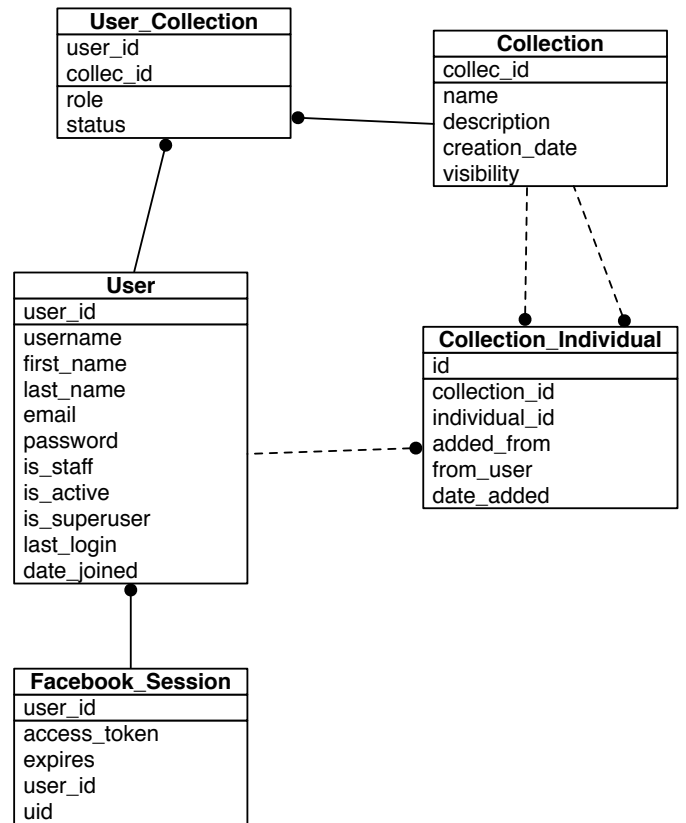 User_Collection
user_id
collec_id
role
status
Collection
collec_id
name
description
creation_date
visibility
User
user_id
username
first_name
last_name
email
password
is_staff
is_active
is_superuser
last_login
date_joined
Collection_Individual
id
collection_id
individual_id
added_from
from_user
date_added
Facebook_Session
user_id
access_token
expires
user_id
uid